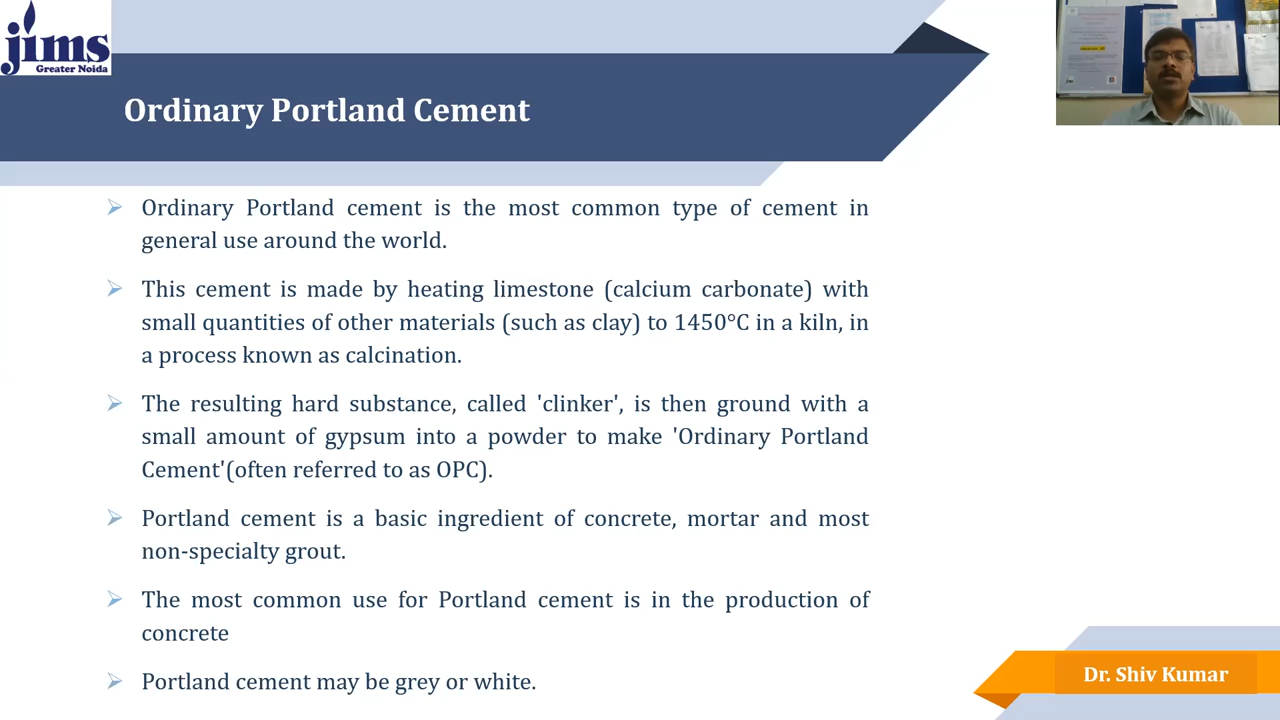 jims
Greater Noida
Ordinary Portland Cement
➢ Ordinary Portland cement is the most common type of cement in
general use around the world.
➢ This cement is made by heating limestone (calcium carbonate) with
small quantities of other materials (such as clay) to 1450°C in a kiln, in
a process known as calcination.
➢ The resulting hard substance, called 'clinker', is then ground with a
small amount of gypsum into a powder to make 'Ordinary Portland
Cement'(often referred to as OPC).
➢ Portland cement is a basic ingredient of concrete, mortar and most
non-specialty grout.
➢ The most common use for Portland cement is in the production of
concrete
➢ Portland cement may be grey or white.
Dr. Shiv Kumar